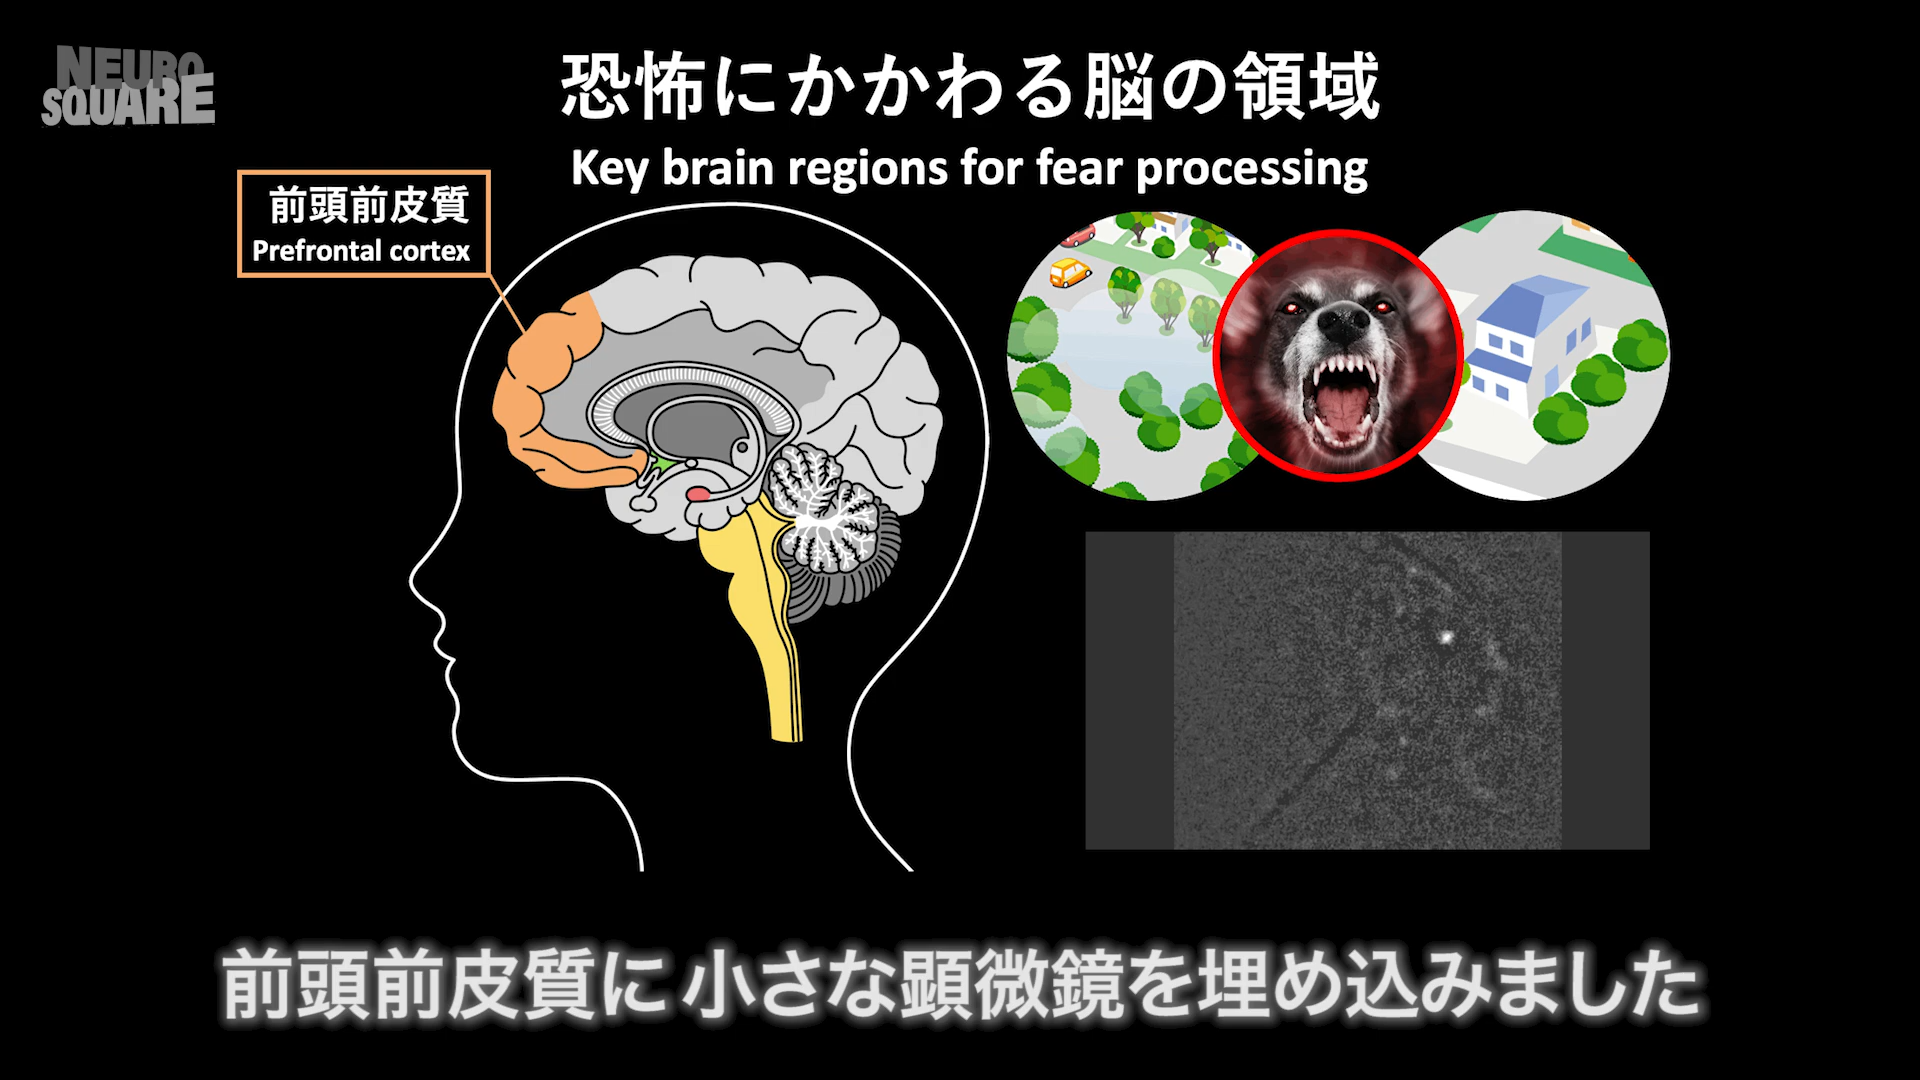 NEURO
SQUARE
恐怖にかかわる脳の領域
Key brain regions for fear processing
前頭前皮質
Prefrontal cortex
前頭前皮質に 小さな顕微鏡を埋め込みました